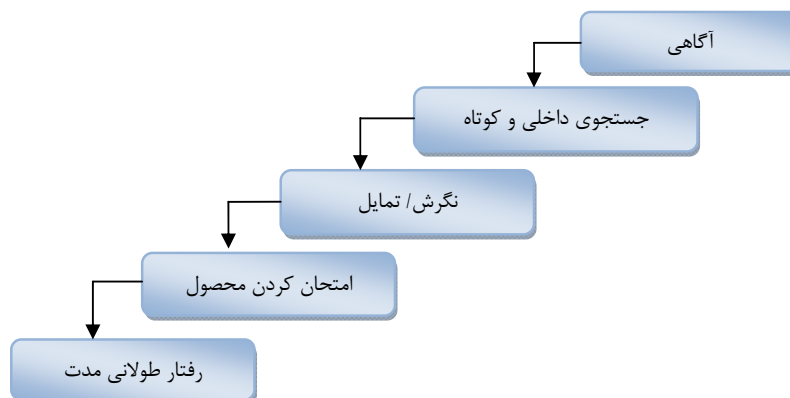 آگاهی
جستجوی داخلی و کوتاه
نگرش/ تمایل
امتحان کردن محصول
رفتار طولانی مدت